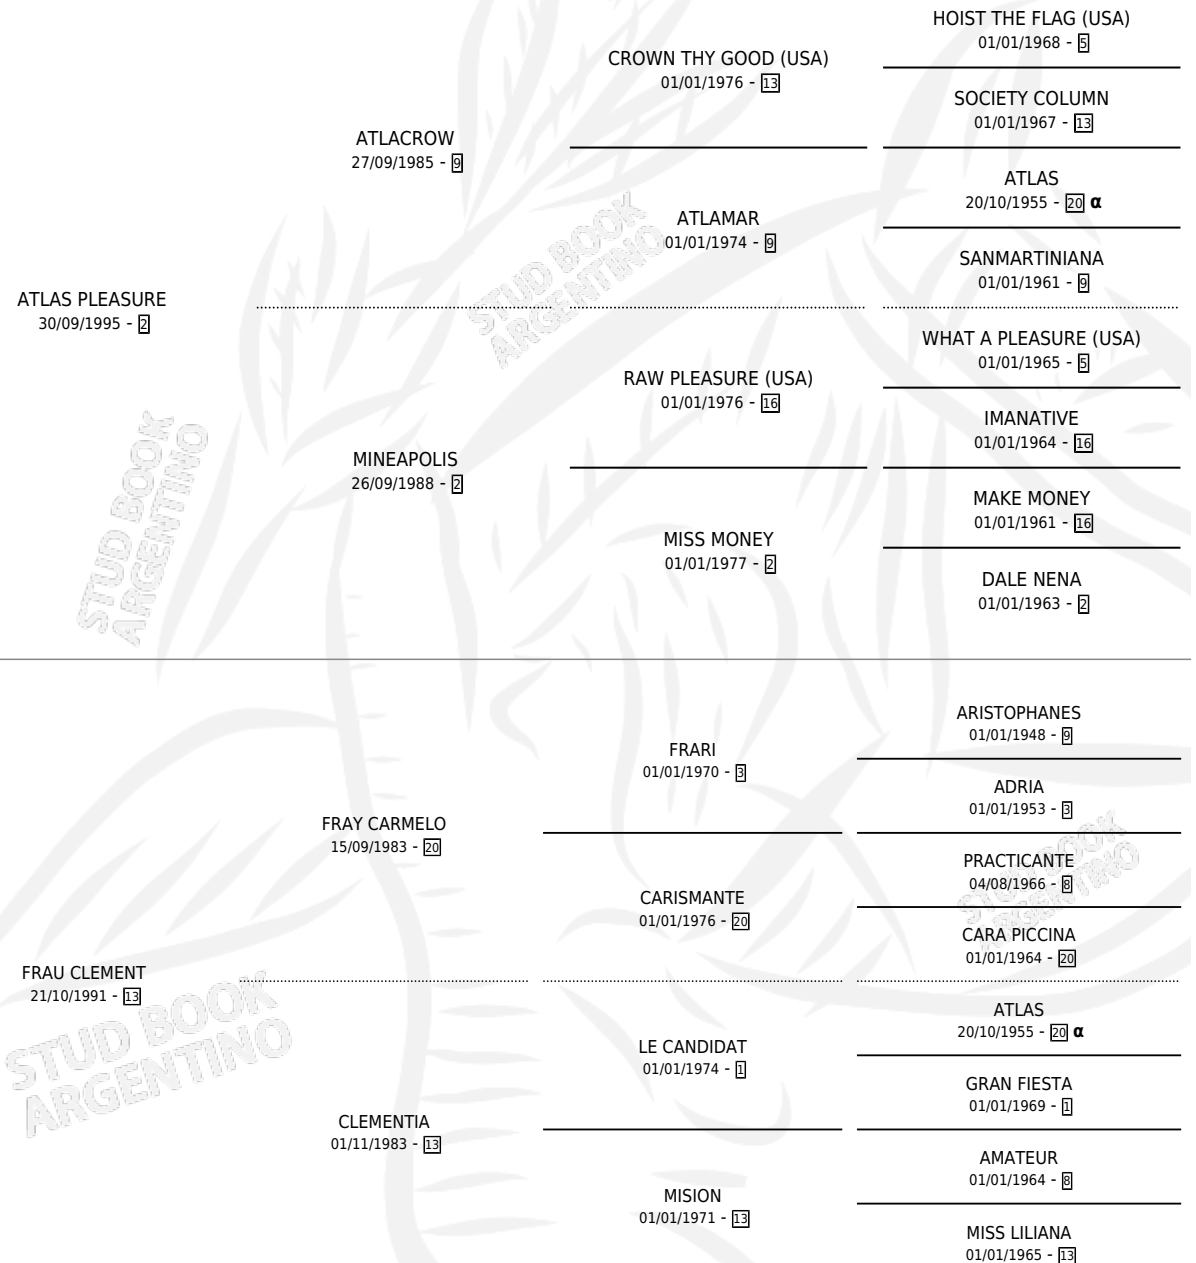 HOIST THE FLAG (USA)
01/01/1968 - 5
CROWN THY GOOD (USA)
01/01/1976 - 13
SOCIETY COLUMN
01/01/1967 - 13
ATLACROW
27/09/1985 - 9
ATLAS
20/10/1955 - 20 α
ATLAMAR
01/01/1974 - 9
SANMARTINIANA
01/01/1961 - 9
ATLAS PLEASURE
30/09/1995 - 2
WHAT A PLEASURE (USA)
01/01/1965 - 5
RAW PLEASURE (USA)
01/01/1976 - 16
IMANATIVE
01/01/1964 - 16
MINEAPOLIS
26/09/1988 - 2
MAKE MONEY
01/01/1961 - 16
MISS MONEY
01/01/1977 - 2
DALE NENA
01/01/1963 - 2
STUD BOOK
ARGENTINO
STUD BOOK
ARGENTINO
ARISTOPHANES
01/01/1948 - 9
FRARI
01/01/1970 - 3
ADRIA
01/01/1953 - 3
FRAY CARMELO
15/09/1983 - 20
PRACTICANTE
04/08/1966 - 8
CARISMANTE
01/01/1976 - 20
CARA PICCINA
01/01/1964 - 20
FRAU CLEMENT
21/10/1991 - 13
ATLAS
20/10/1955 - 20 α
LE CANDIDAT
01/01/1974 - 1
GRAN FIESTA
01/01/1969 - 1
CLEMENTIA
01/11/1983 - 13
AMATEUR
01/01/1964 - 8
MISION
01/01/1971 - 13
MISS LILIANA
01/01/1965 - 13
STUD BOOK
ARGENTINO
STUD BOOK
ARGENTINO